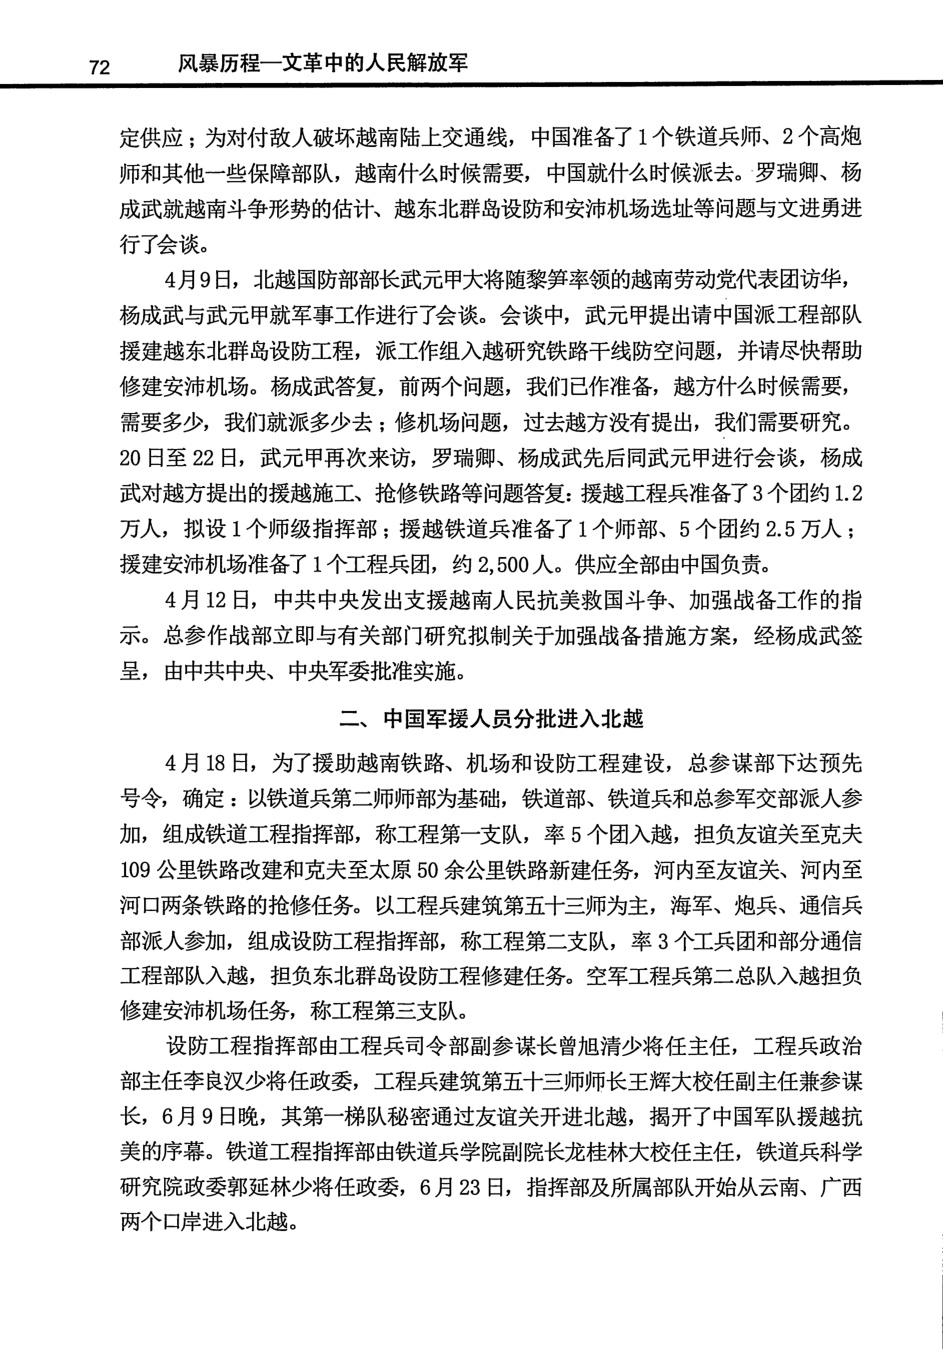 72 风暴历程—文革中的人民解放军
定供应；为对付敌人破坏越南陆上交通线，中国准备了1个铁道兵师、2个高炮
师和其他一些保障部队，越南什么时候需要，中国就什么时候派去。罗瑞卿、杨
成武就越南斗争形势的估计、越东北群岛设防和安沛机场选址等问题与文进勇进
行了会谈。
4月9日，北越国防部部长武元甲大将随黎笋率领的越南劳动党代表团访华，
杨成武与武元甲就军事工作进行了会谈。会谈中，武元甲提出请中国派工程部队
援建越东北群岛设防工程，派工作组入越研究铁路干线防空问题，并请尽快帮助
修建安沛机场。杨成武答复，前两个问题，我们已作准备，越方什么时候需要，
需要多少，我们就派多少去；修机场问题，过去越方没有提出，我们需要研究。
20日至22日，武元甲再次来访，罗瑞卿、杨成武先后同武元甲进行会谈，杨成
武对越方提出的援越施工、抢修铁路等问题答复：援越工程兵准备了3个团约1.2
万人，拟设1个师级指挥部；援越铁道兵准备了1个师部、5个团约2.5万人；
援建安沛机场准备了1个工程兵团，约2,500人。供应全部由中国负责。
4月12日，中共中央发出支援越南人民抗美救国斗争、加强战备工作的指
示。总参作战部立即与有关部门研究拟制关于加强战备措施方案，经杨成武签
呈，由中共中央、中央军委批准实施。
二、中国军援人员分批进入北越
4月18日，为了援助越南铁路、机场和设防工程建设，总参谋部下达预先
号令，确定：以铁道兵第二师师部为基础，铁道部、铁道兵和总参军交部派人参
加，组成铁道工程指挥部，称工程第一支队，率5个团入越，担负友谊关至克夫
109公里铁路改建和克夫至太原50余公里铁路新建任务，河内至友谊关、河内至
河口两条铁路的抢修任务。以工程兵建筑第五十三师为主，海军、炮兵、通信兵
部派人参加，组成设防工程指挥部，称工程第二支队，率3个工兵团和部分通信
工程部队入越，担负东北群岛设防工程修建任务。空军工程兵第二总队入越担负
修建安沛机场任务，称工程第三支队。
设防工程指挥部由工程兵司令部副参谋长曾旭清少将任主任，工程兵政治
部主任李良汉少将任政委，工程兵建筑第五十三师师长王辉大校任副主任兼参谋
长，6月9日晚，其第一梯队秘密通过友谊关开进北越，揭开了中国军队援越抗
美的序幕。铁道工程指挥部由铁道兵学院副院长龙桂林大校任主任，铁道兵科学
研究院政委郭延林少将任政委，6月23日，指挥部及所属部队开始从云南、广西
两个口岸进入北越。